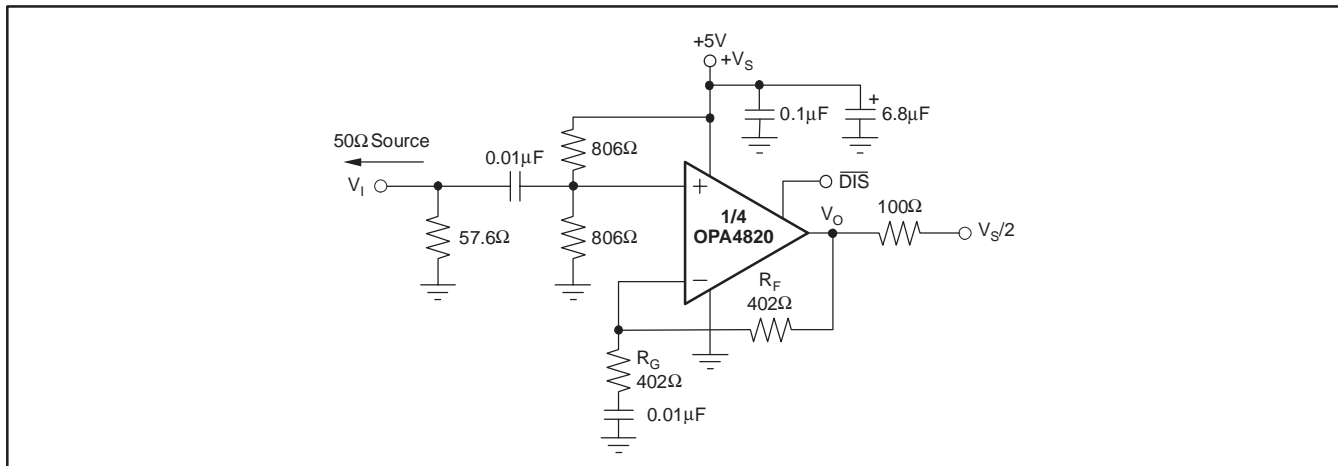 +5V
+V_S
0.1μF
6.8μF
+
50Ω Source
0.01μF
806Ω
V_I
DIS
+
1/4
OPA4820
V_O
100Ω
V_S/2
57.6Ω
806Ω
−
R_F
402Ω
R_G
402Ω
0.01μF